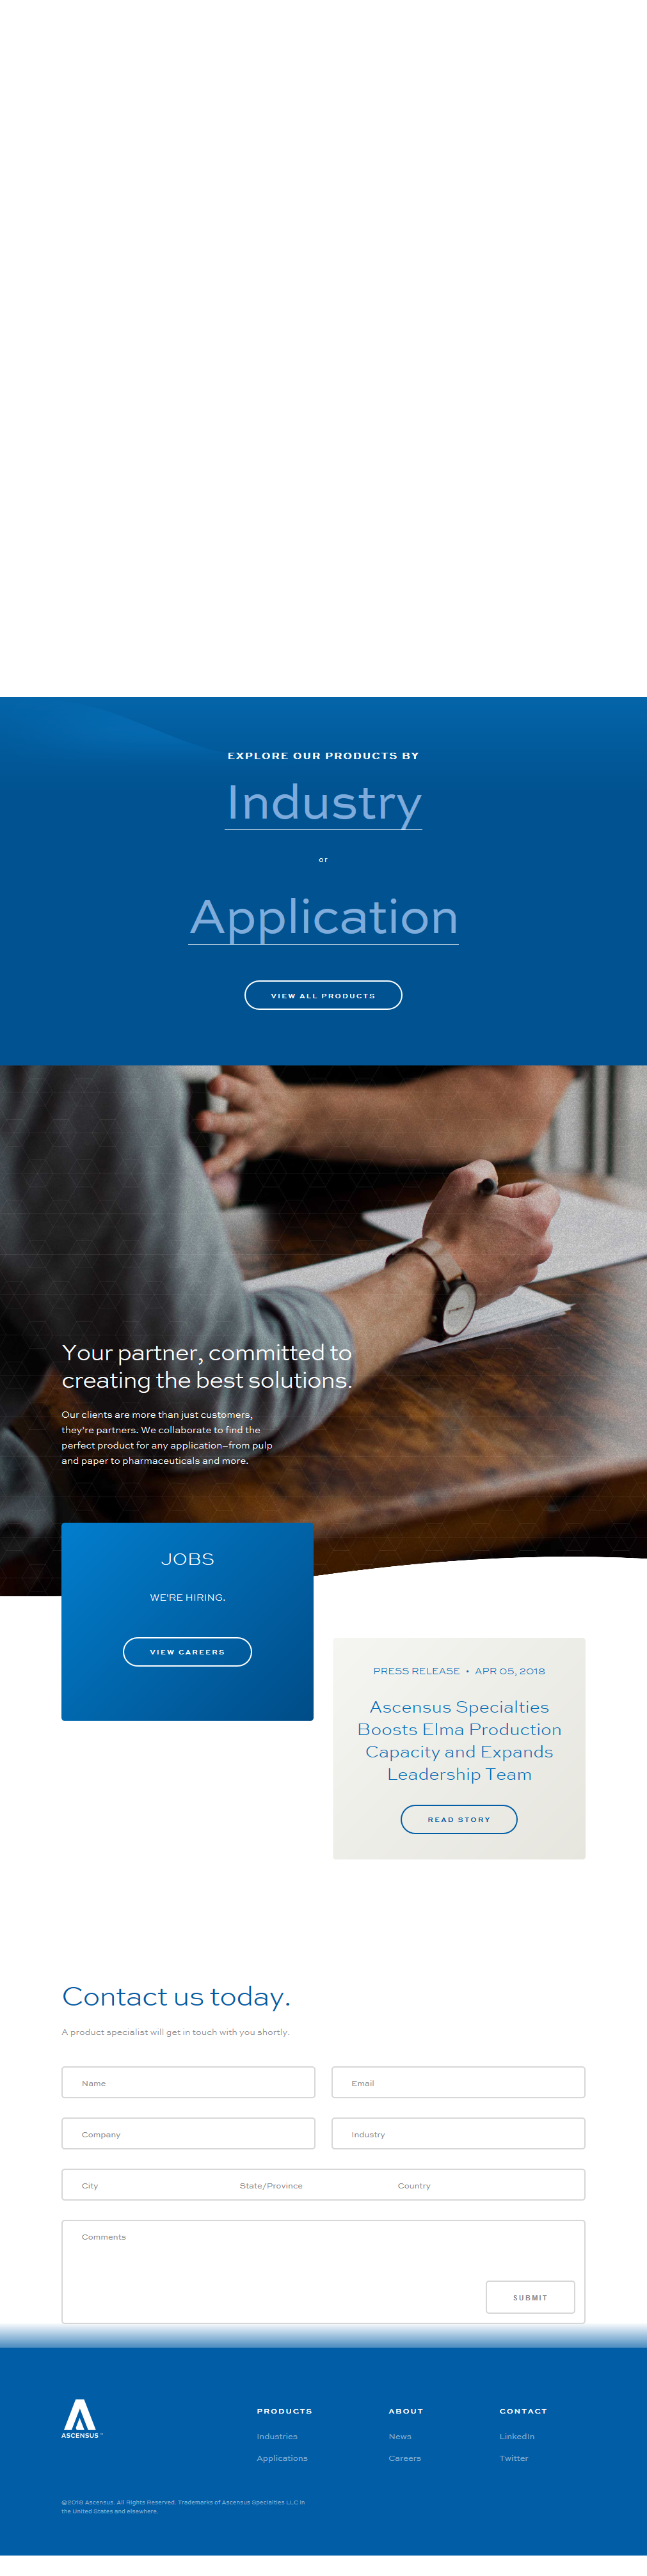 EXPLORE OUR PRODUCTS BY
Industry
or
Application
VIEW ALL PRODUCTS
Your partner, committed to
creating the best solutions.
Our clients are more than just customers,
they're partners. We collaborate to find the
perfect product for any application–from pulp
and paper to pharmaceuticals and more.
JOBS
WE'RE HIRING.
VIEW CAREERS
PRESS RELEASE • APR 05, 2018
Ascensus Specialties
Boosts Elma Production
Capacity and Expands
Leadership Team
READ STORY
Contact us today.
A product specialist will get in touch with you shortly.
Name
Email
Company
Industry
City
State/Province
Country
Comments
SUBMIT
ASCENSUS™
PRODUCTS
Industries
Applications
ABOUT
News
Careers
CONTACT
LinkedIn
Twitter
©2018 Ascensus. All Rights Reserved. Trademarks of Ascensus Specialties LLC in
the United States and elsewhere.